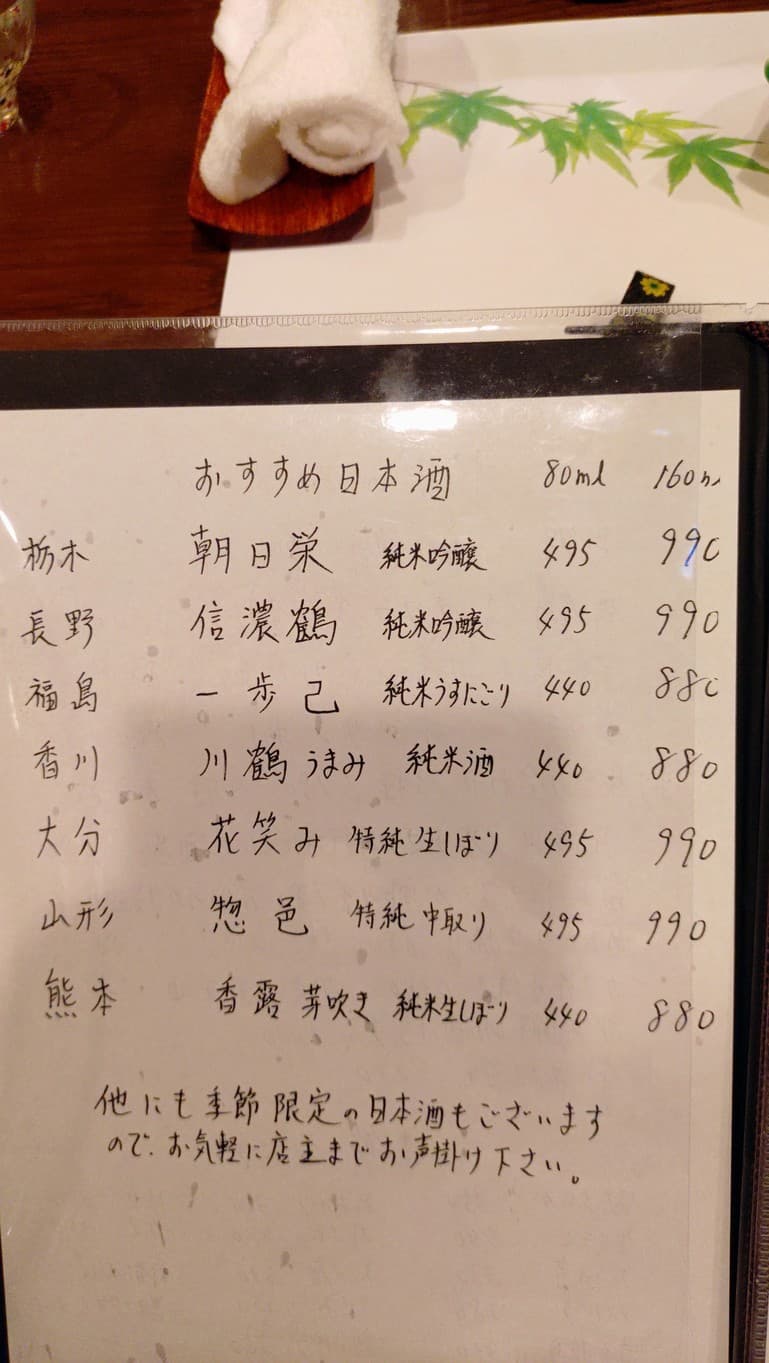 おすすめ日本酒 80ml 160ml
栃木 朝日栄 純米吟醸 495 990
長野 信濃鶴 純米吟醸 495 990
福島 一歩己 純米うすにごり 440 880
香川 川鶴 うまみ 純米酒 440 880
大分 花笑み 特純 生しぼり 495 990
山形 惣邑 特純 中取り 495 990
熊本 香露 芽吹き 純米生しぼり 440 880
他にも季節限定の日本酒もございます
ので、お気軽に店主までお声掛け下さい。